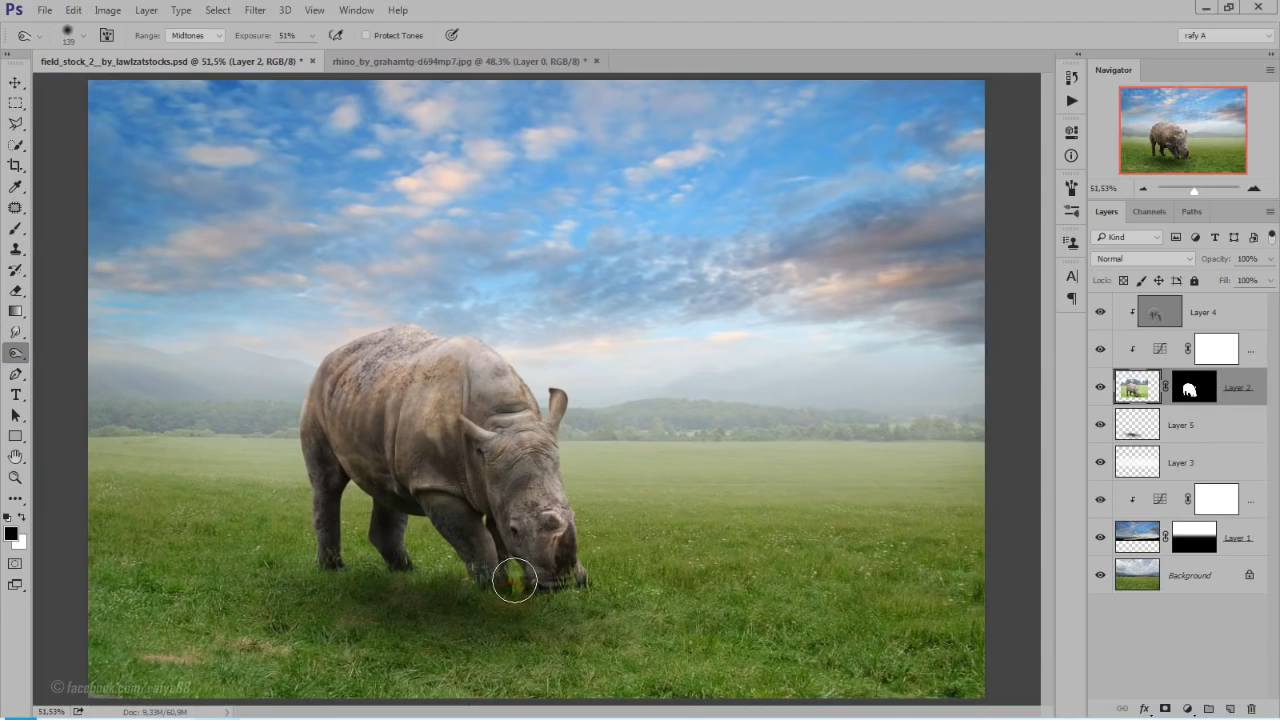 Ps File Edit Image Layer Type Select Filter 3D View Window Help
139 Range: Midtones Exposure: 51% Protect Tones rafy A
field_stock_2__by_lawlzatstocks.psd @ 51,5% (Layer 2, RGB/8) * × rhino_by_grahamtg-d694mp7.jpg @ 48,3% (Layer 0, RGB/8) * ×
Navigator
51,53%
Layers Channels Paths
Kind
Normal Opacity: 100%
Lock: Fill: 100%
Layer 4
...
Layer 2
Layer 5
Layer 3
...
Layer 1
Background
© facebook.com/rafye88
51,53% Doc: 9,33M/60,9M